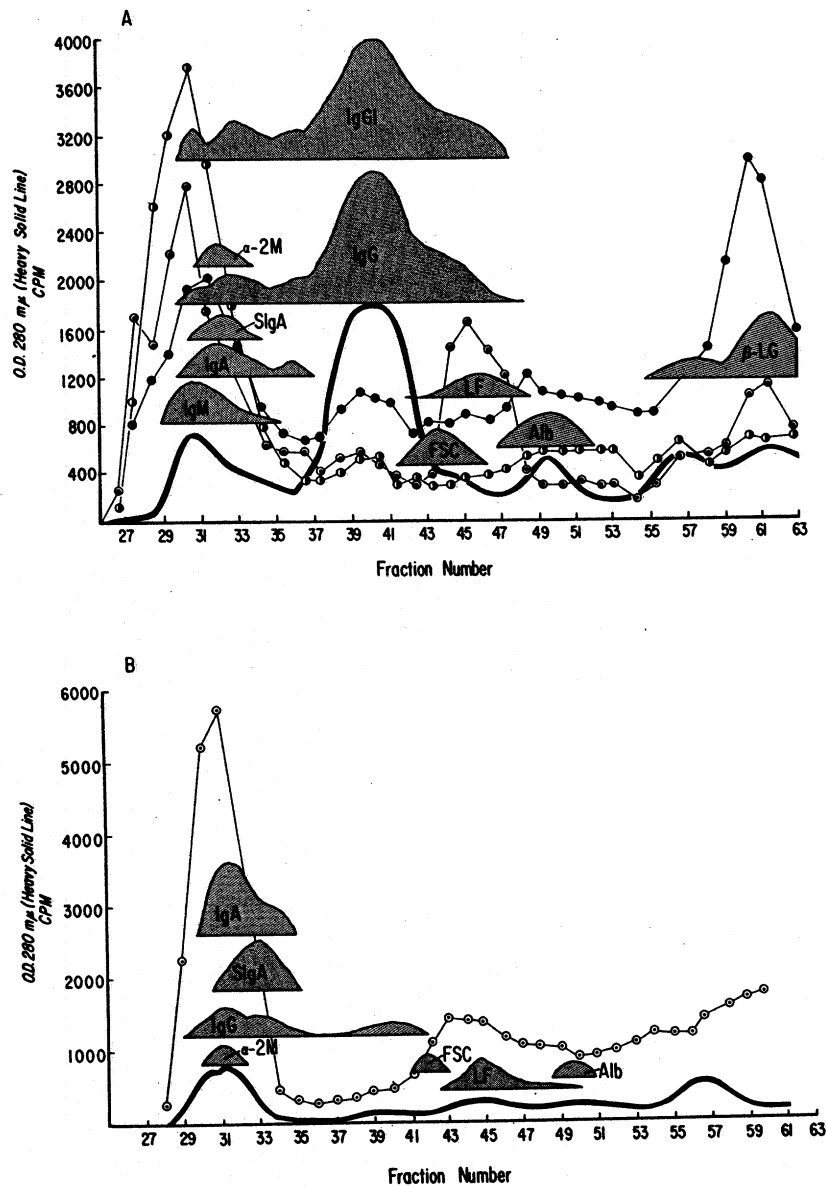 A
O.D. 280 mμ (Heavy Solid Line)
CPM
4000
3600
3200
2800
2400
2000
1600
1200
800
400
IgG1
α-2M
IgG
SIgA
IgA
IgM
LF
FSC
Alb
β-LG
27 29 31 33 35 37 39 41 43 45 47 49 51 53 55 57 59 61 63
Fraction Number
B
O.D. 280 mμ (Heavy Solid Line)
CPM
6000
5000
4000
3000
2000
1000
IgA
SIgA
IgG
α-2M
FSC
LF
Alb
27 29 31 33 35 37 39 41 43 45 47 49 51 53 55 57 59 61 63
Fraction Number